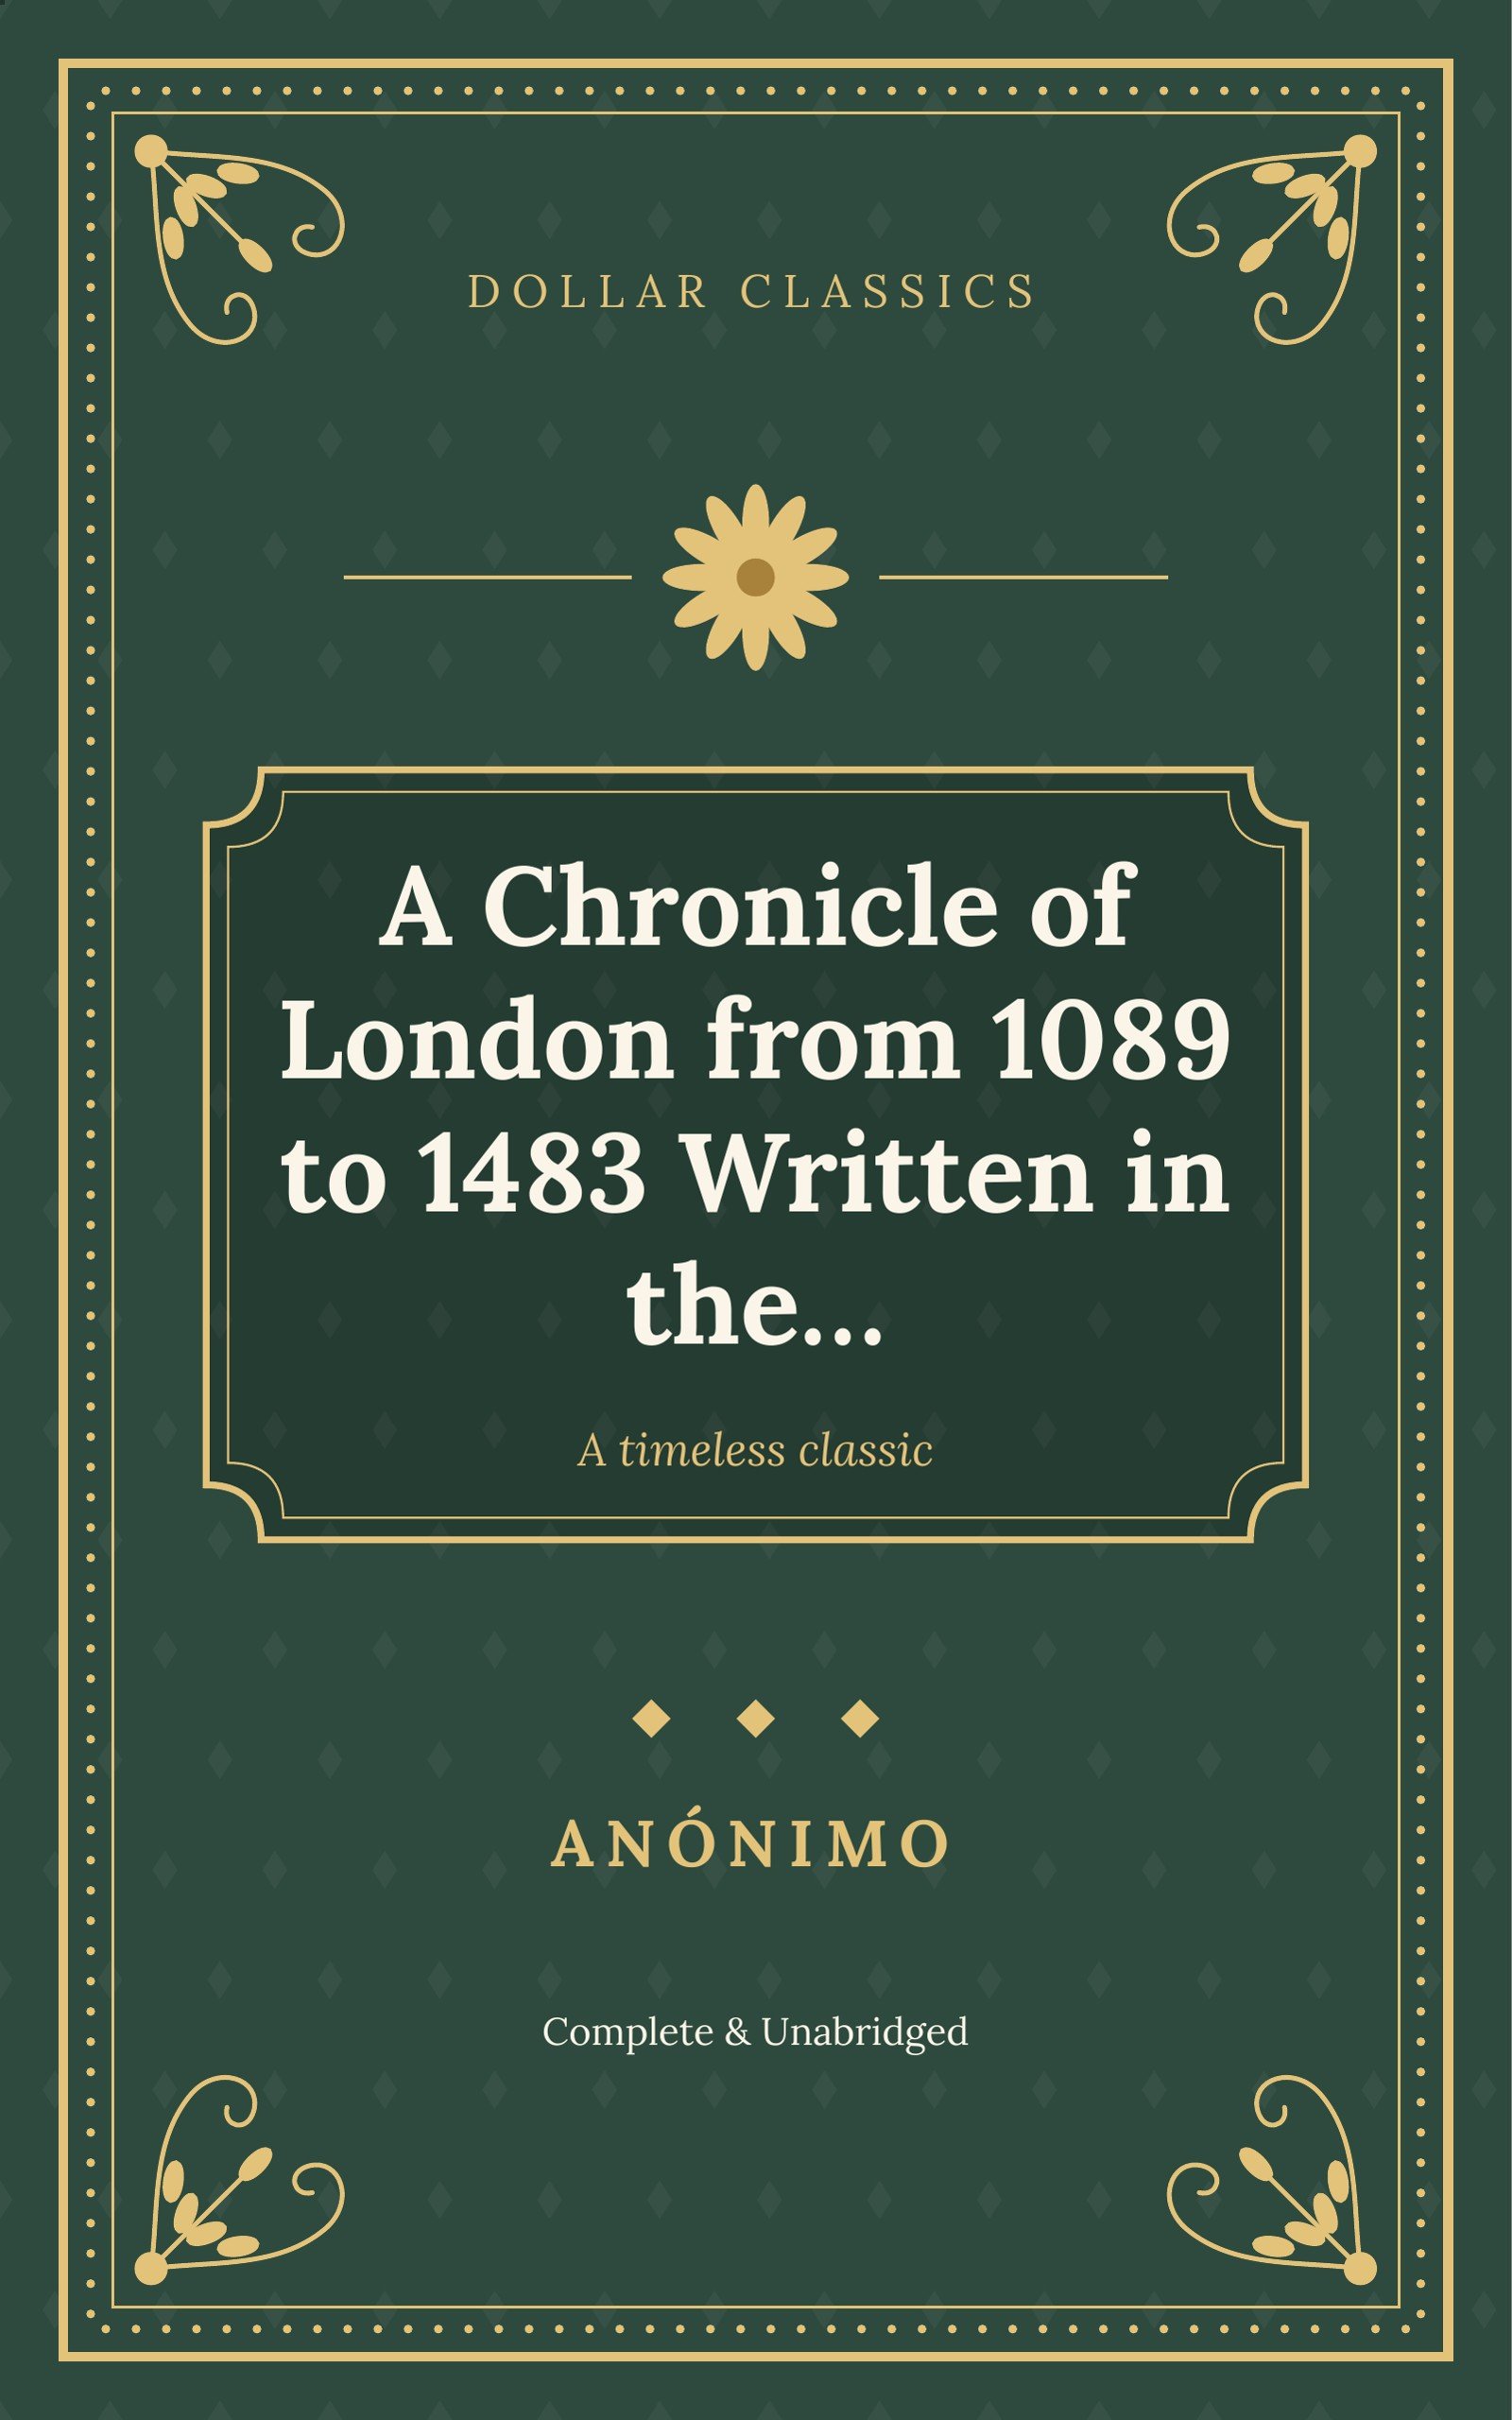 DOLLAR CLASSICS
A Chronicle of
London from 1089
to 1483 Written in
the...
A timeless classic
ANÓNIMO
Complete & Unabridged